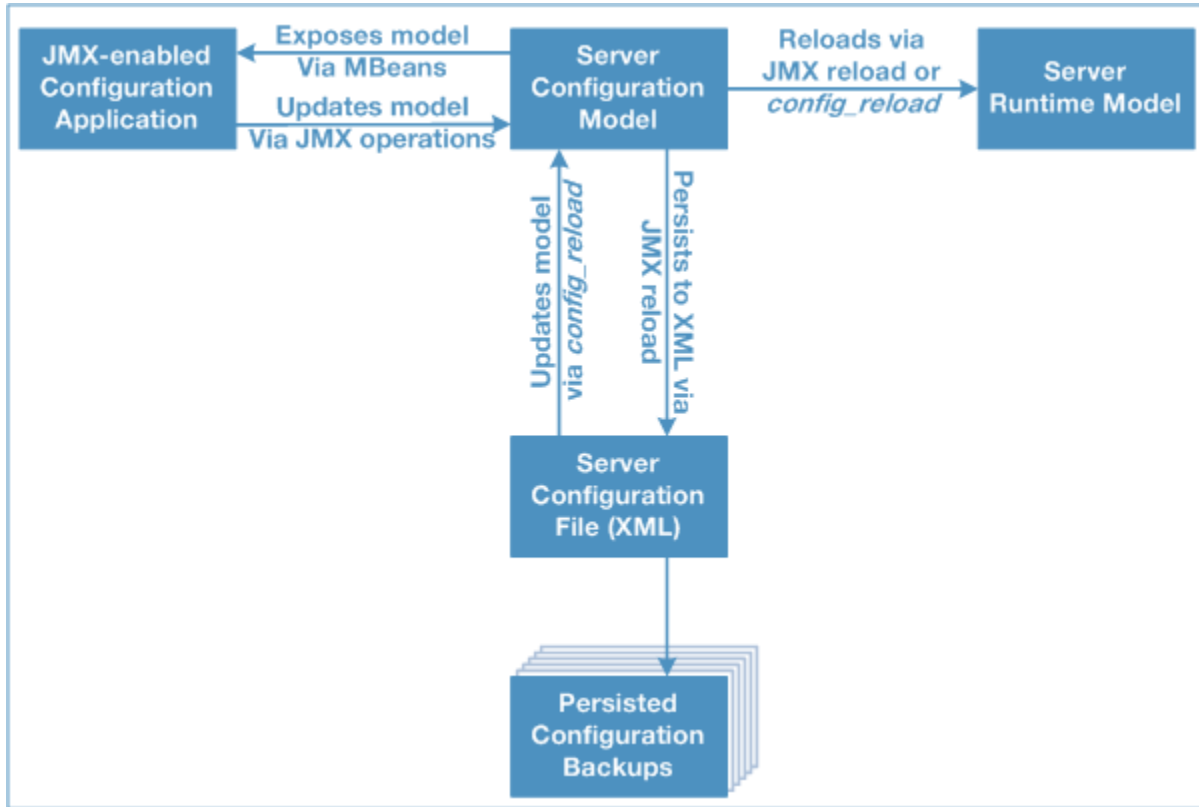 JMX-enabled
Configuration
Application
Exposes model
Via MBeans
Updates model
Via JMX operations
Server
Configuration
Model
Reloads via
JMX reload or
config_reload
Server
Runtime Model
Updates model
via config_reload
Persists to XML via
JMX reload
Server
Configuration
File (XML)
Persisted
Configuration
Backups